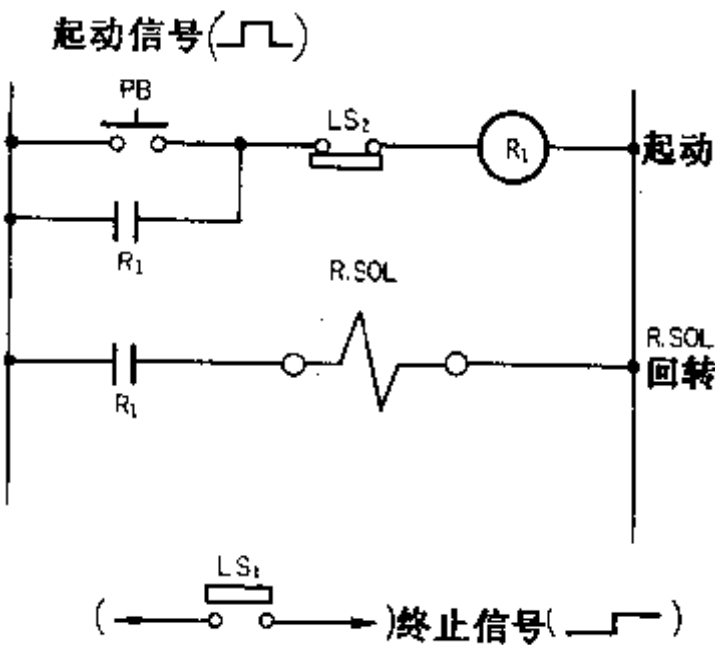 起动信号( )
PB
LS₂
R₁
起动
R₁
R.SOL
R.SOL
回转
R₁
LS₁
( )终止信号( )